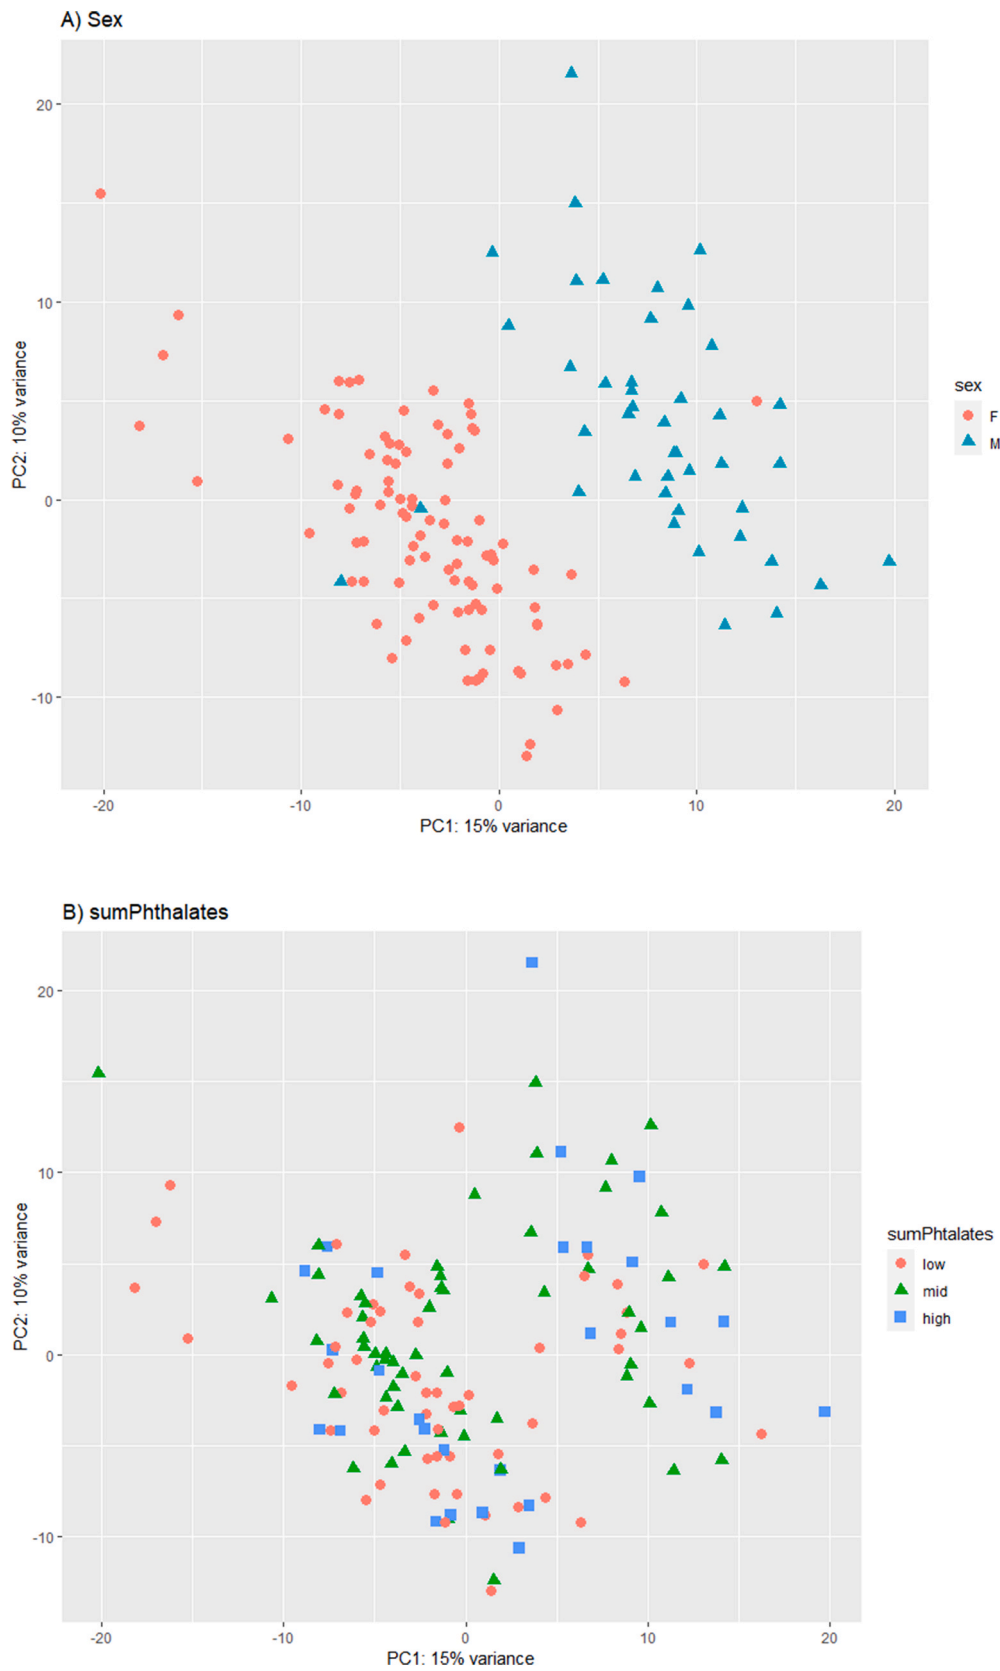 A) Sex
20
10
0
-10
PC2: 10% variance
-20 -10 0 10 20
PC1: 15% variance
sex
F
M
B) sumPhthalates
20
10
0
-10
PC2: 10% variance
-20 -10 0 10 20
PC1: 15% variance
sumPhtalates
low
mid
high